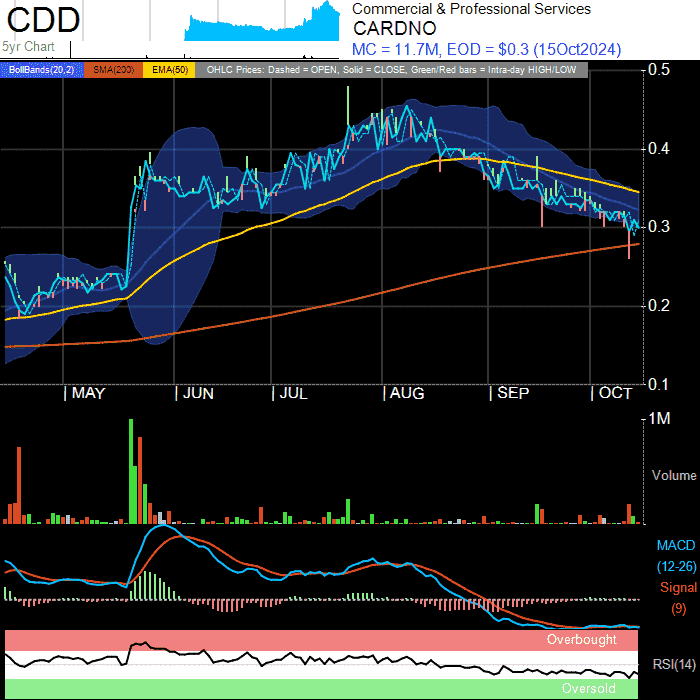 CDD
5yr Chart
Commercial & Professional Services
CARDNO
MC = 11.7M, EOD = $0.3 (15Oct2024)
BollBands(20,2) SMA(200) EMA(50) OHLC Prices: Dashed = OPEN, Solid = CLOSE, Green/Red bars = Intra-day HIGH/LOW
0.5
0.4
0.3
0.2
0.1
| MAY | JUN | JUL | AUG | SEP | OCT
1M
Volume
MACD
(12-26)
Signal
(9)
Overbought
RSI(14)
Oversold